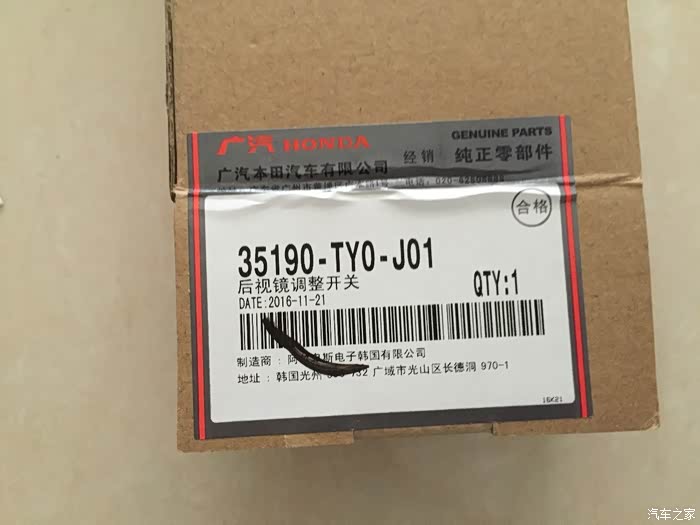 广汽 HONDA
GENUINE PARTS
广汽本田汽车有限公司 经销 纯正零部件
合格
35190-TY0-J01
后视镜调整开关
QTY:1
DATE:2016-11-21
制造商: 斯电子韩国有限公司
地址: 韩国光州 广域市光山区长德洞 970-1
16K21
汽车之家